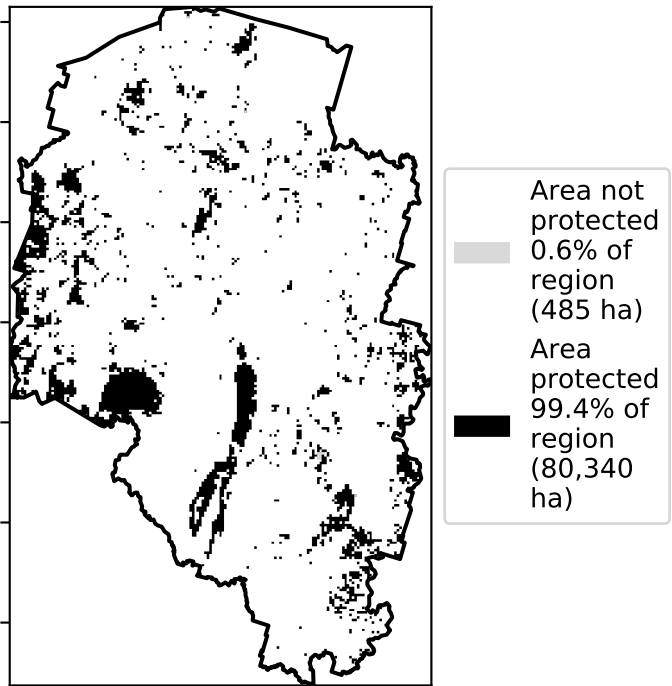 Area not
protected
0.6% of
region
(485 ha)
Area
protected
99.4% of
region
(80,340
ha)